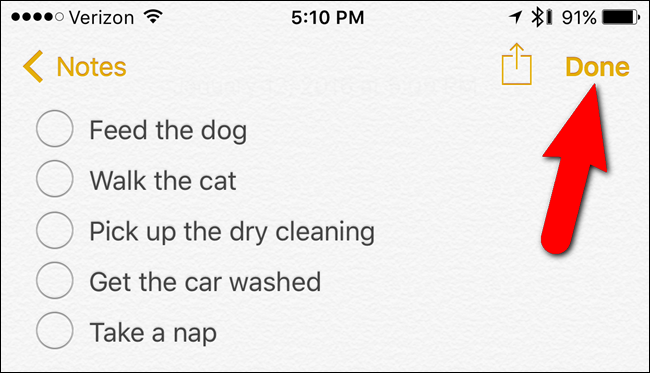 Verizon 5:10 PM 91%
Notes Done
Feed the dog
Walk the cat
Pick up the dry cleaning
Get the car washed
Take a nap